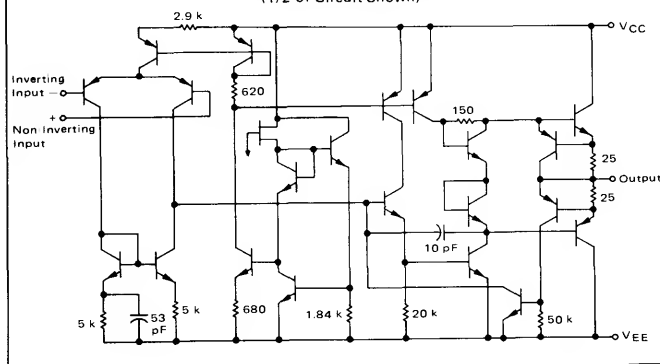 (1/2 of Circuit Shown)
2.9 k
VCC
Inverting
Input −
620
+
Non Inverting
Input
150
25
Output
25
10 pF
5 k
53
pF
5 k
680
1.84 k
20 k
50 k
VEE